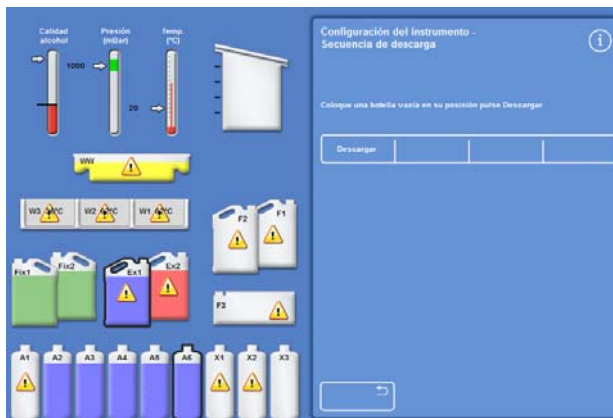 Calidad alcohol
Presión (mBar)
Temp. (ºC)
1000
20
WW
W3
W2
W1
F2
F1
Fix1
Fix2
Ex1
Ex2
F3
A1
A2
A3
A4
A5
A6
X1
X2
X3
Configuración del instrumento -
Secuencia de descarga
Coloque una botella vasía en su posición pulse Descargar
Descargar